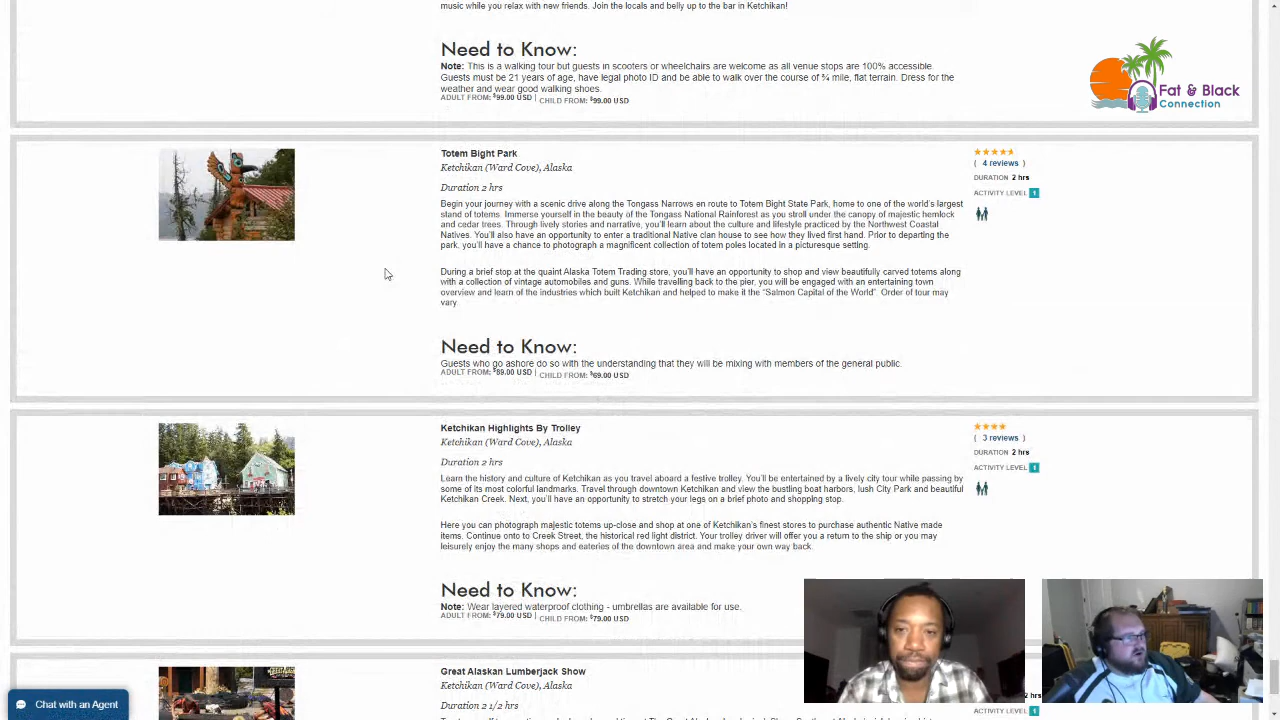 music while you relax with new friends. Join the locals and belly up to the bar in Ketchikan!
Need to Know:
Note: This is a walking tour but guests in scooters or wheelchairs are welcome as all venue stops are 100% accessible.
Guests must be 21 years of age, have legal photo ID and be able to walk over the course of ¾ mile, flat terrain. Dress for the
weather and wear good walking shoes.
ADULT FROM: $99.00 USD | CHILD FROM: $99.00 USD
Fat & Black
Connection
Totem Bight Park
Ketchikan (Ward Cove), Alaska
Duration 2 hrs
Begin your journey with a scenic drive along the Tongass Narrows en route to Totem Bight State Park, home to one of the world's largest
stand of totems. Immerse yourself in the beauty of the Tongass National Rainforest as you stroll under the canopy of majestic hemlock
and cedar trees. Through lively stories and narrative, you'll learn about the culture and lifestyle practiced by the Northwest Coastal
Natives. You'll also have an opportunity to enter a traditional Native clan house to see how they lived first hand. Prior to departing the
park, you'll have a chance to photograph a magnificent collection of totem poles located in a picturesque setting.
During a brief stop at the quaint Alaska Totem Trading store, you'll have an opportunity to shop and view beautifully carved totems along
with a collection of vintage automobiles and guns. While travelling back to the pier, you will be engaged with an entertaining town
overview and learn of the industries which built Ketchikan and helped to make it the “Salmon Capital of the World”. Order of tour may
vary.
Need to Know:
Guests who go ashore do so with the understanding that they will be mixing with members of the general public.
ADULT FROM: $89.00 USD | CHILD FROM: $69.00 USD
( 4 reviews )
DURATION 2 hrs
ACTIVITY LEVEL 1
Ketchikan Highlights By Trolley
Ketchikan (Ward Cove), Alaska
Duration 2 hrs
Learn the history and culture of Ketchikan as you travel aboard a festive trolley. You'll be entertained by a lively city tour while passing by
some of its most colorful landmarks. Travel through downtown Ketchikan and view the bustling boat harbors, lush City Park and beautiful
Ketchikan Creek. Next, you'll have an opportunity to stretch your legs on a brief photo and shopping stop.
Here you can photograph majestic totems up-close and shop at one of Ketchikan's finest stores to purchase authentic Native made
items. Continue onto to Creek Street, the historical red light district. Your trolley driver will offer you a return to the ship or you may
leisurely enjoy the many shops and eateries of the downtown area and make your own way back.
Need to Know:
Note: Wear layered waterproof clothing - umbrellas are available for use.
ADULT FROM: $79.00 USD | CHILD FROM: $79.00 USD
( 3 reviews )
DURATION 2 hrs
ACTIVITY LEVEL 1
Great Alaskan Lumberjack Show
Ketchikan (Ward Cove), Alaska
Duration 2 1/2 hrs
2 hrs
ACTIVITY LEVEL 1
Chat with an Agent